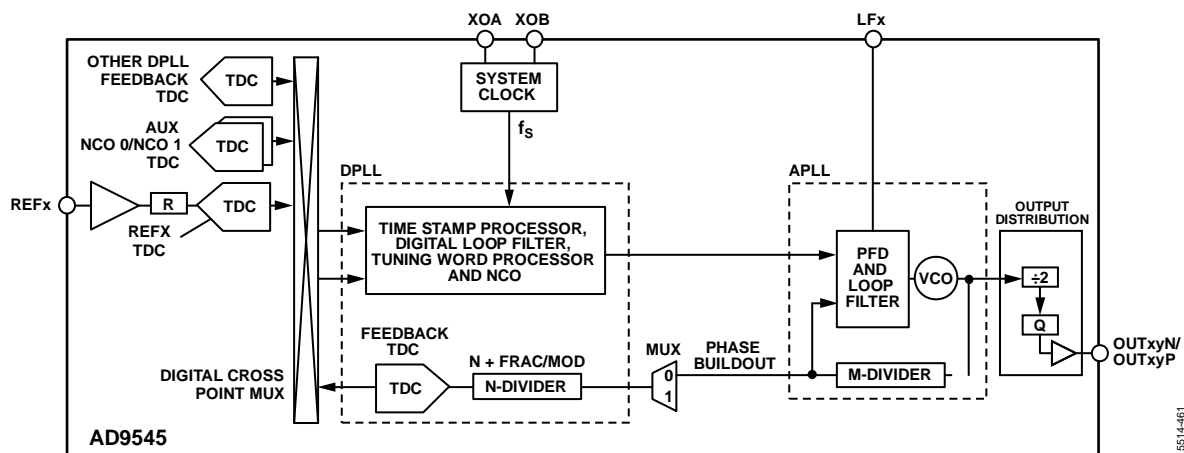 XOA
XOB
LFx
OTHER DPLL
FEEDBACK
TDC
TDC
SYSTEM
CLOCK
AUX
NCO 0/NCO 1
TDC
TDC
fS
DPLL
APLL
REFx
R
TDC
REFX
TDC
TIME STAMP PROCESSOR,
DIGITAL LOOP FILTER,
TUNING WORD PROCESSOR
AND NCO
PFD
AND
LOOP
FILTER
VCO
OUTPUT
DISTRIBUTION
÷2
Q
OUTxyN/
OUTxyP
FEEDBACK
TDC
N + FRAC/MOD
MUX
PHASE
BUILDOUT
DIGITAL CROSS
POINT MUX
TDC
N-DIVIDER
0
1
M-DIVIDER
AD9545
5514-461